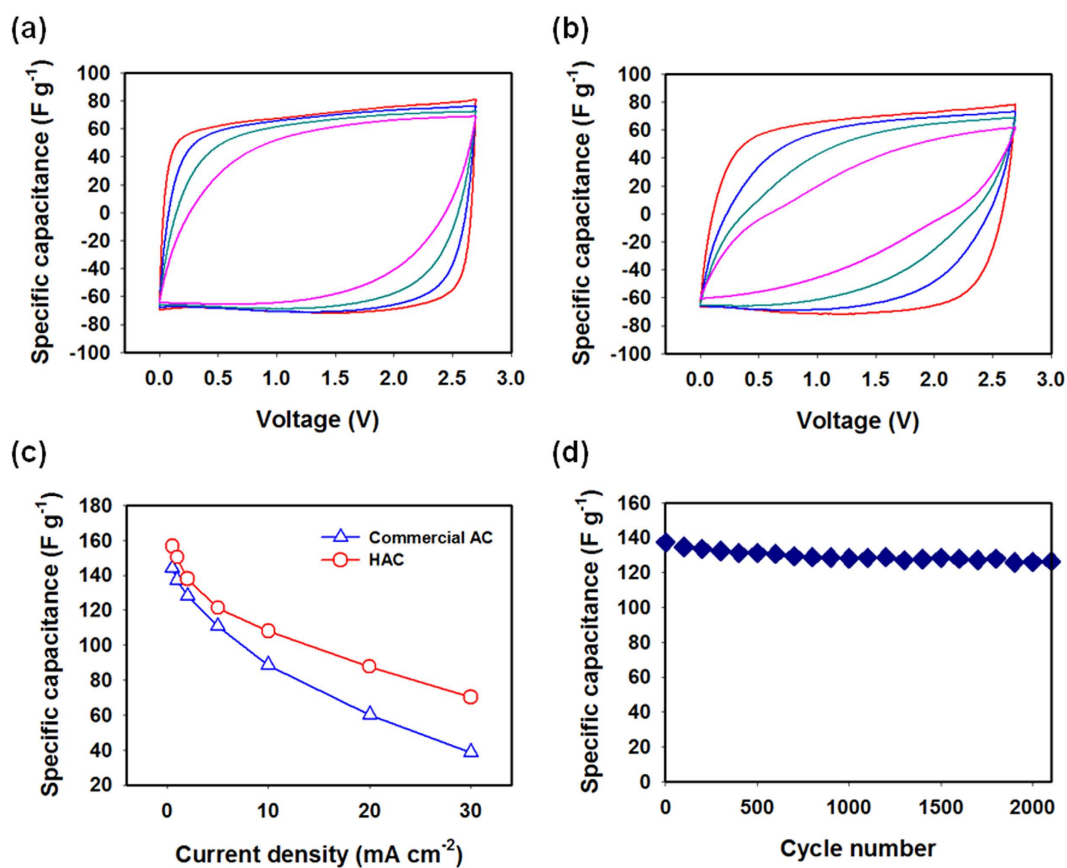 (a)
(b)
Specific capacitance (F g-1)
100
80
60
40
20
0
-20
-40
-60
-80
-100
0.0 0.5 1.0 1.5 2.0 2.5 3.0
Voltage (V)
Specific capacitance (F g-1)
100
80
60
40
20
0
-20
-40
-60
-80
-100
0.0 0.5 1.0 1.5 2.0 2.5 3.0
Voltage (V)
(c)
(d)
Specific capacitance (F g-1)
180
160
140
120
100
80
60
40
20
Commercial AC
HAC
0 10 20 30
Current density (mA cm-2)
Specific capacitance (F g-1)
160
140
120
100
80
60
40
20
0
0 500 1000 1500 2000
Cycle number